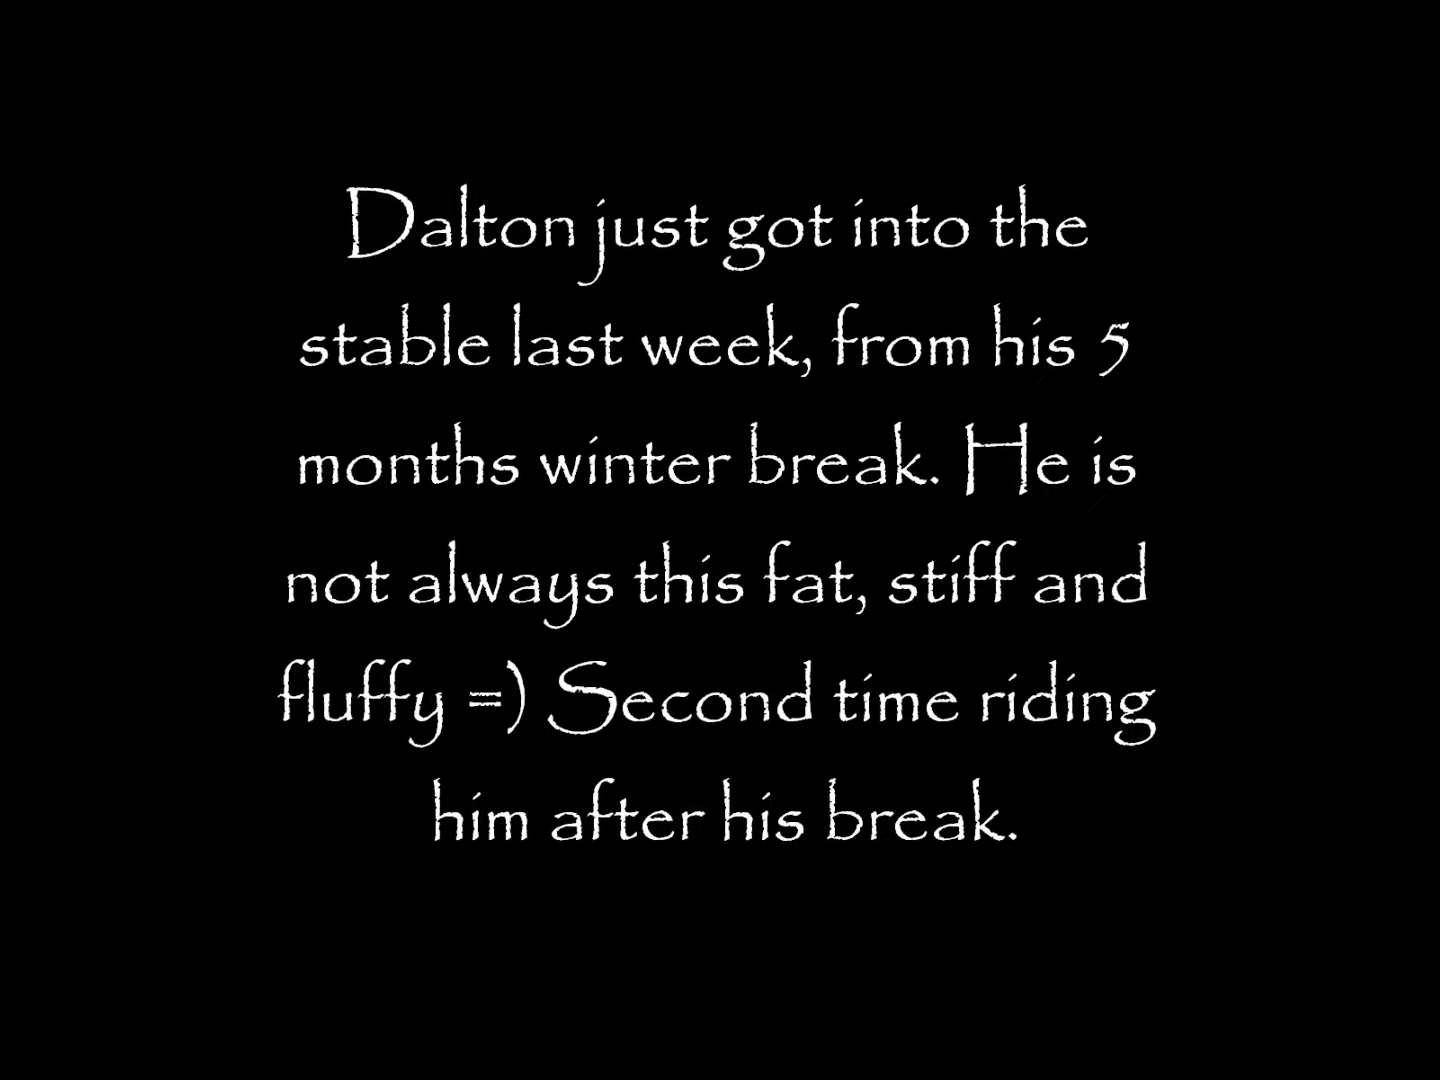 Dalton just got into the
stable last week, from his 5
months winter break. He is
not always this fat, stiff and
fluffy =) Second time riding
him after his break.